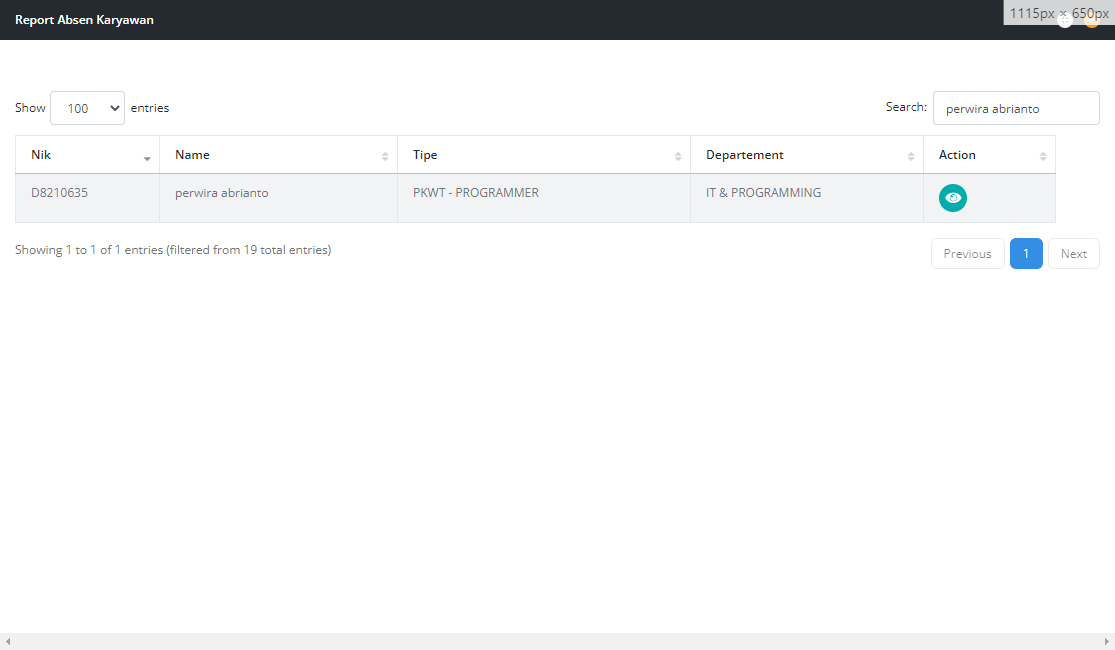 Report Absen Karyawan
1115px × 650px
Show 100 entries
Search: perwira abrianto
Nik Name Tipe Departement Action
D8210635 perwira abrianto PKWT - PROGRAMMER IT & PROGRAMMING
Showing 1 to 1 of 1 entries (filtered from 19 total entries)
Previous 1 Next